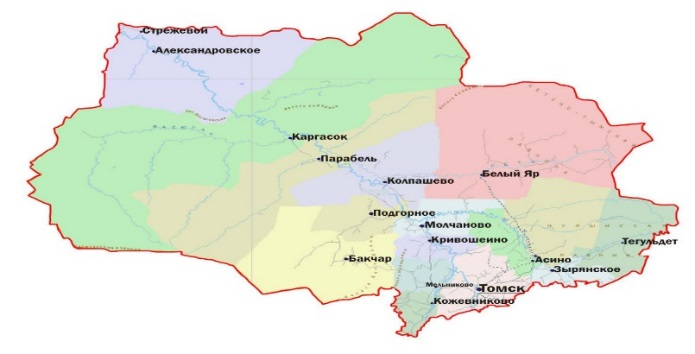 Стрежевой
Александровское
Каргасок
Парабель
Колпашево
Белый Яр
Подгорное
Молчаново
Кривошеино
Тегульдет
Бакчар
Асино
Зырянское
Мельниково
Томск
Кожевниково